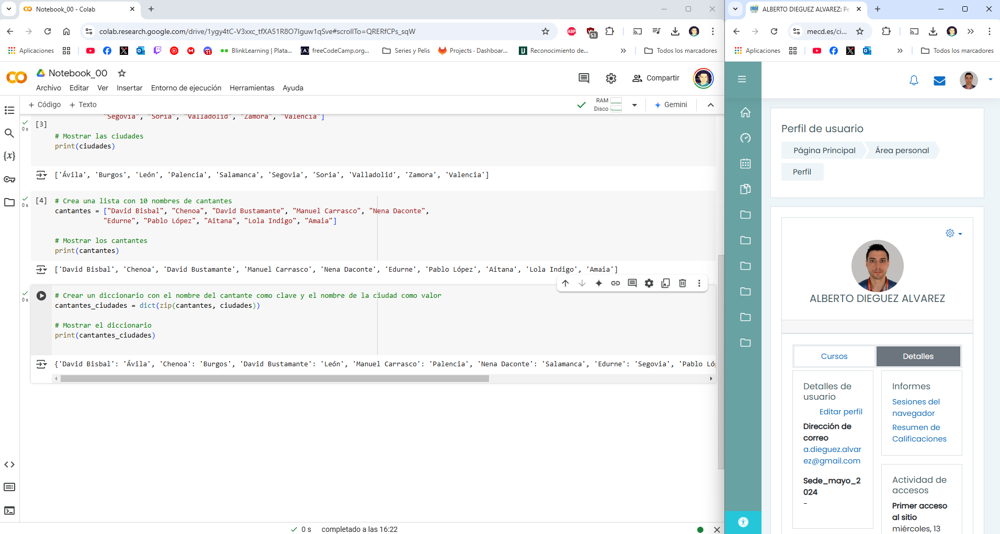 Notebook_00 - Colab
colab.research.google.com/drive/1ygy4tC-V3xxc_tfXA51R8O7Iguw1qSve#scrollTo=QRERfCPs_sqW
ABP
53
Aplicaciones
11
BlinkLearning | Plata...
freeCodeCamp.org...
Series y Pelis
Projects · Dashboar...
Reconocimiento de...
Todos los marcadores
Notebook_00
Archivo Editar Ver Insertar Entorno de ejecución Herramientas Ayuda
Compartir
+ Código + Texto
RAM
Disco
Gemini
"Segovia", "Soria", "Valladolid", "Zamora", "Valencia"]
[3]
0 s
# Mostrar las ciudades
print(ciudades)
['Ávila', 'Burgos', 'León', 'Palencia', 'Salamanca', 'Segovia', 'Soria', 'Valladolid', 'Zamora', 'Valencia']
[4]
0 s
# Crea una lista con 10 nombres de cantantes
cantantes = ["David Bisbal", "Chenoa", "David Bustamante", "Manuel Carrasco", "Nena Daconte",
"Edurne", "Pablo López", "Aitana", "Lola Indigo", "Amaia"]
# Mostrar los cantantes
print(cantantes)
['David Bisbal', 'Chenoa', 'David Bustamante', 'Manuel Carrasco', 'Nena Daconte', 'Edurne', 'Pablo López', 'Aitana', 'Lola Indigo', 'Amaia']
0 s
# Crear un diccionario con el nombre del cantante como clave y el nombre de la ciudad como valor
cantantes_ciudades = dict(zip(cantantes, ciudades))
# Mostrar el diccionario
print(cantantes_ciudades)
{'David Bisbal': 'Ávila', 'Chenoa': 'Burgos', 'David Bustamante': 'León', 'Manuel Carrasco': 'Palencia', 'Nena Daconte': 'Salamanca', 'Edurne': 'Segovia', 'Pablo Ló
0 s completado a las 16:22
ALBERTO DIEGUEZ ALVAREZ: Pe
mecd.es/ci...
Aplicaciones
Todos los marcadores
Perfil de usuario
Página Principal
Área personal
Perfil
ALBERTO DIEGUEZ ALVAREZ
Cursos
Detalles
Detalles de
usuario
Editar perfil
Dirección de
correo
a.dieguez.alvar
ez@gmail.com
Sede_mayo_2
024
-
Informes
Sesiones del
navegador
Resumen de
Calificaciones
Actividad de
accesos
Primer acceso
al sitio
miércoles, 13